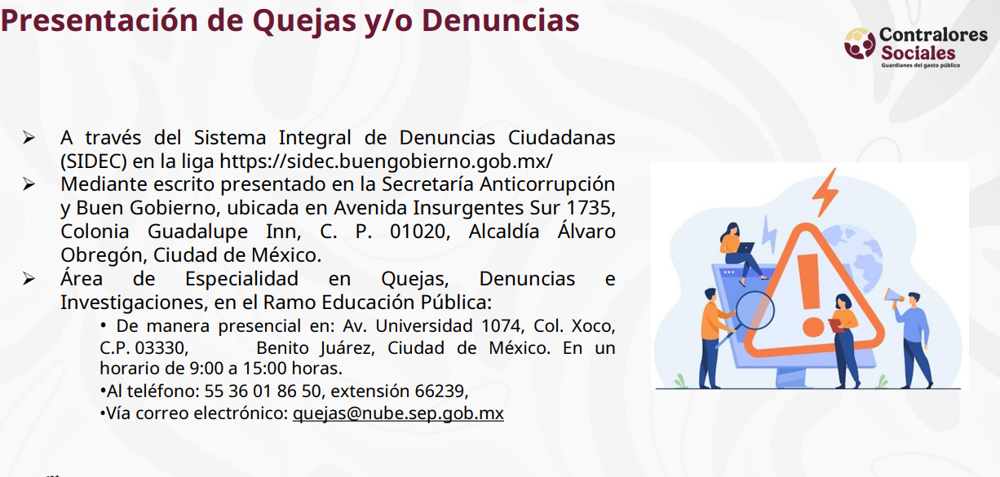 Presentación de Quejas y/o Denuncias
Contralores
Sociales
Guardianes del gasto público
➢ A través del Sistema Integral de Denuncias Ciudadanas
(SIDEC) en la liga https://sidec.buengobierno.gob.mx/
➢ Mediante escrito presentado en la Secretaría Anticorrupción
y Buen Gobierno, ubicada en Avenida Insurgentes Sur 1735,
Colonia Guadalupe Inn, C. P. 01020, Alcaldía Álvaro
Obregón, Ciudad de México.
➢ Área de Especialidad en Quejas, Denuncias e
Investigaciones, en el Ramo Educación Pública:
• De manera presencial en: Av. Universidad 1074, Col. Xoco,
C.P. 03330, Benito Juárez, Ciudad de México. En un
horario de 9:00 a 15:00 horas.
•Al teléfono: 55 36 01 86 50, extensión 66239,
•Vía correo electrónico: quejas@nube.sep.gob.mx